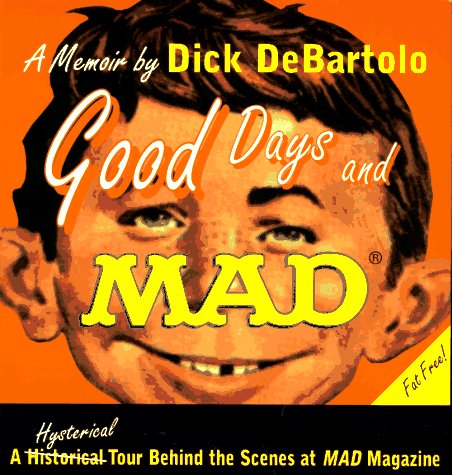 A Memoir by Dick DeBartolo
Good Days and
MAD®
Fat Free!
Hysterical
A Historical Tour Behind the Scenes at MAD Magazine